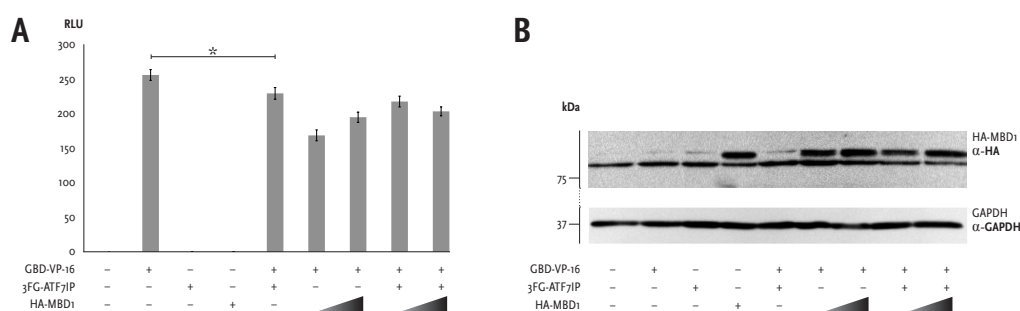 A
RLU
300
*
250
200
150
100
50
0
GBD-VP-16 – + – – + + + + +
3FG-ATF7IP – – + – + – – + +
HA-MBD1 – – – + –
B
kDa
HA-MBD1
α-HA
75
GAPDH
37
α-GAPDH
GBD-VP-16 – + – – + + + + +
3FG-ATF7IP – – + – + – – + +
HA-MBD1 – – – + –